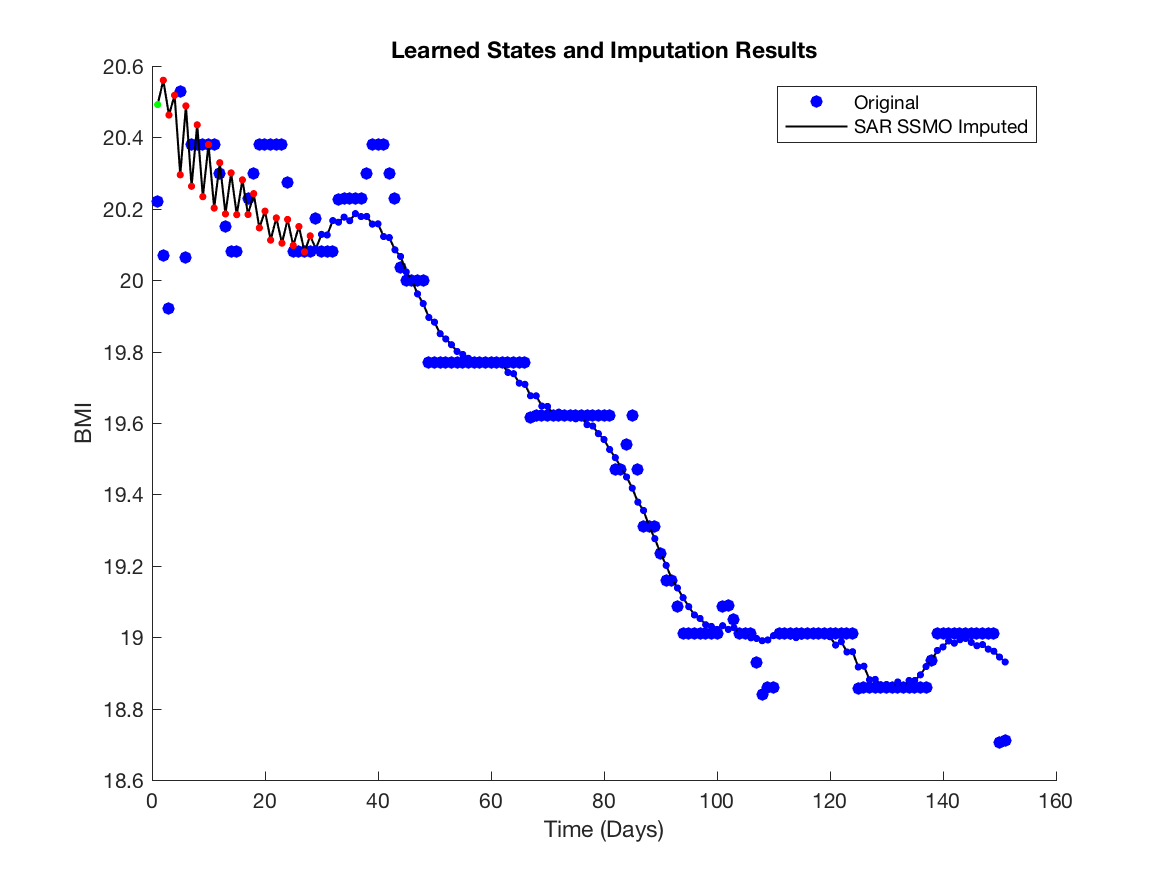 Learned States and Imputation Results
Original
SAR SSMO Imputed
20.6
20.4
20.2
20
19.8
19.6
19.4
19.2
19
18.8
18.6
BMI
0 20 40 60 80 100 120 140 160
Time (Days)